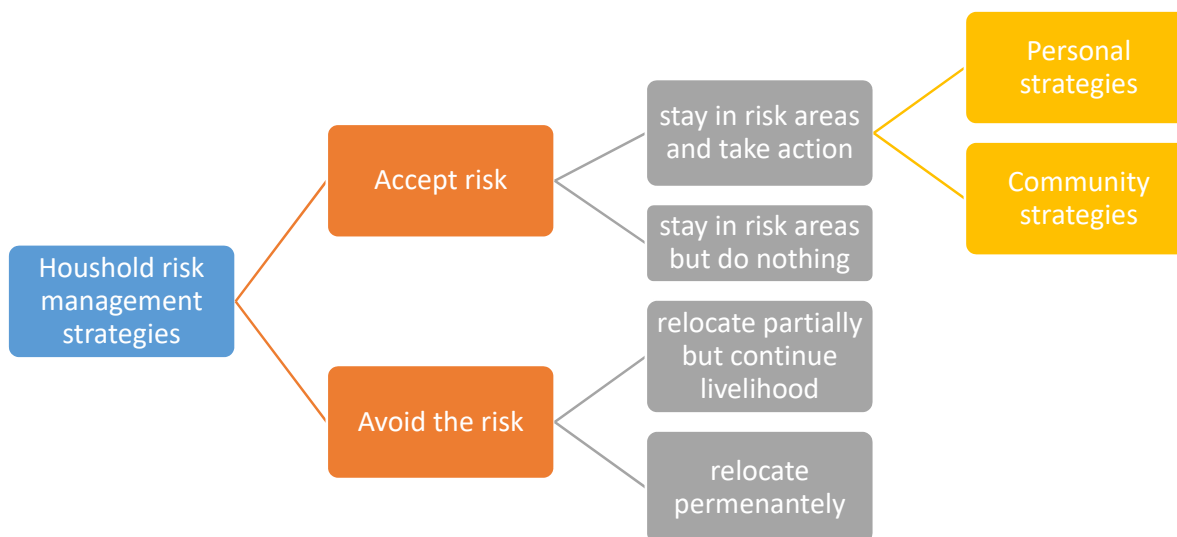 Houshold risk
management
strategies
Accept risk
stay in risk areas
and take action
Personal
strategies
Community
strategies
stay in risk areas
but do nothing
Avoid the risk
relocate partially
but continue
livelihood
relocate
permenantely